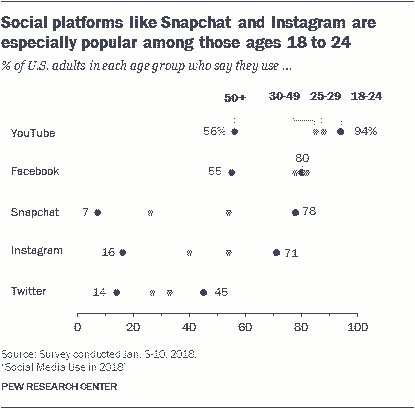 Social platforms like Snapchat and Instagram are
especially popular among those ages 18 to 24
% of U.S. adults in each age group who say they use ...
50+ 30-49 25-29 18-24
YouTube 56% 94%
Facebook 55 80
Snapchat 7 78
Instagram 16 71
Twitter 14 45
0 20 40 60 80 100
Source: Survey conducted Jan. 3-10, 2018.
"Social Media Use in 2018"
PEW RESEARCH CENTER